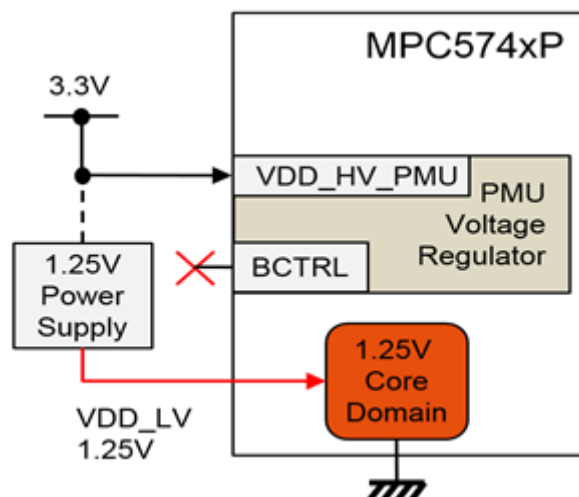 MPC574xP
3.3V
VDD_HV_PMU
PMU
Voltage
Regulator
BCTRL
1.25V
Power
Supply
1.25V
Core
Domain
VDD_LV
1.25V